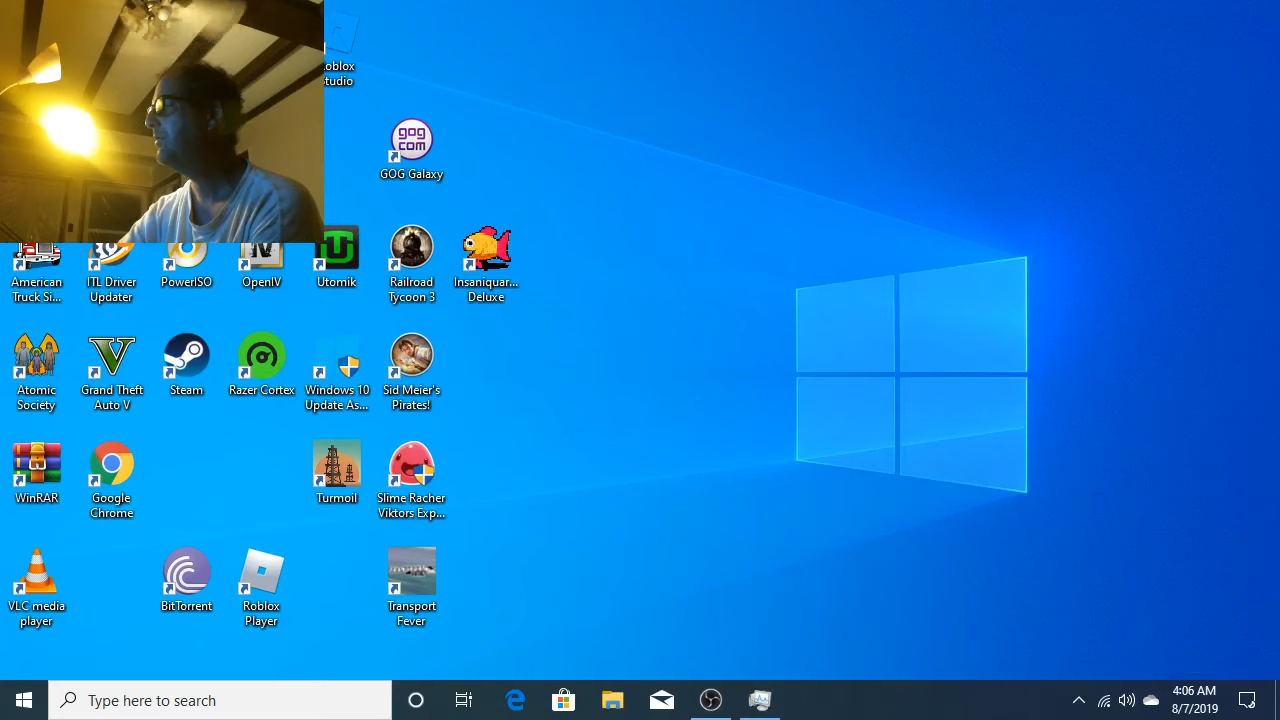 oblox
tudio
gog
com
GOG Galaxy
American
Truck Si...
ITL Driver
Updater
PowerISO
OpenIV
Utomik
Railroad
Tycoon 3
Insaniquar...
Deluxe
Atomic
Society
Grand Theft
Auto V
Steam
Razer Cortex
Windows 10
Update As...
Sid Meier's
Pirates!
WinRAR
Google
Chrome
Turmoil
Slime Racher
Viktors Exp...
VLC media
player
BitTorrent
Roblox
Player
Transport
Fever
Type here to search
4:06 AM
8/7/2019